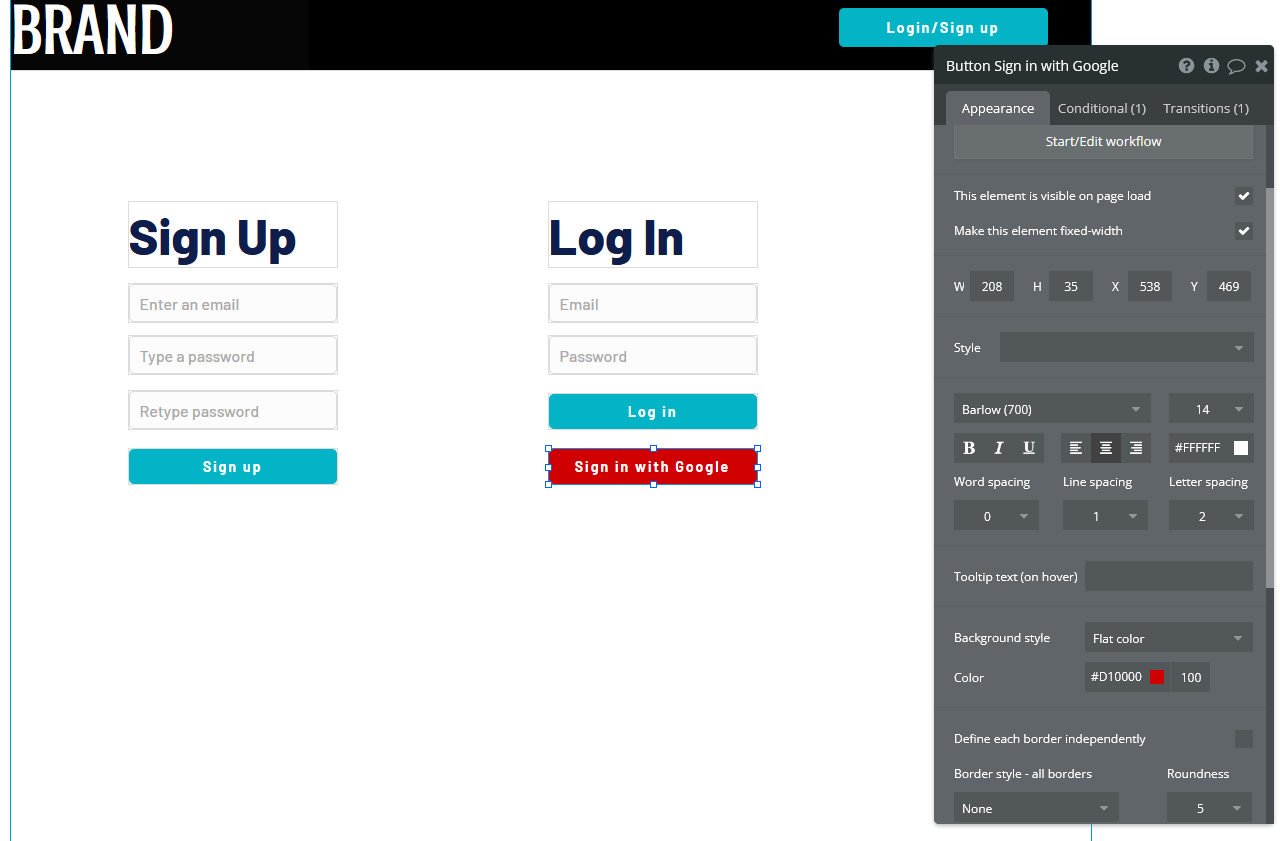 BRAND
Login/Sign up
Sign Up
Enter an email
Type a password
Retype password
Sign up
Log In
Email
Password
Log in
Sign in with Google
Button Sign in with Google
Appearance
Conditional (1)
Transitions (1)
Start/Edit workflow
This element is visible on page load
Make this element fixed-width
W 208 H 35 X 538 Y 469
Style
Barlow (700) 14
B I U #FFFFFF
Word spacing Line spacing Letter spacing
0 1 2
Tooltip text (on hover)
Background style Flat color
Color #D10000 100
Define each border independently
Border style - all borders Roundness
None 5